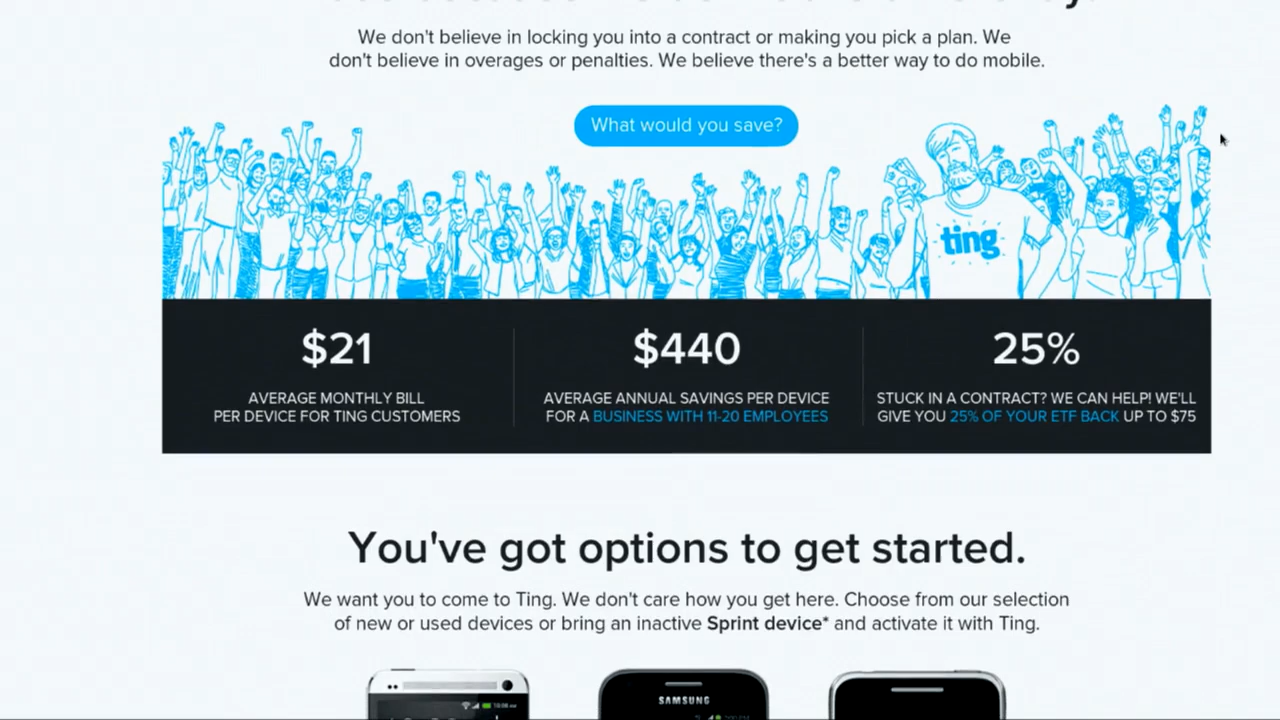 We don't believe in locking you into a contract or making you pick a plan. We
don't believe in overages or penalties. We believe there's a better way to do mobile.
What would you save?
ting
$21
AVERAGE MONTHLY BILL
PER DEVICE FOR TING CUSTOMERS
$440
AVERAGE ANNUAL SAVINGS PER DEVICE
FOR A BUSINESS WITH 11-20 EMPLOYEES
25%
STUCK IN A CONTRACT? WE CAN HELP! WE'LL
GIVE YOU 25% OF YOUR ETF BACK UP TO $75
You've got options to get started.
We want you to come to Ting. We don't care how you get here. Choose from our selection
of new or used devices or bring an inactive Sprint device* and activate it with Ting.
SAMSUNG